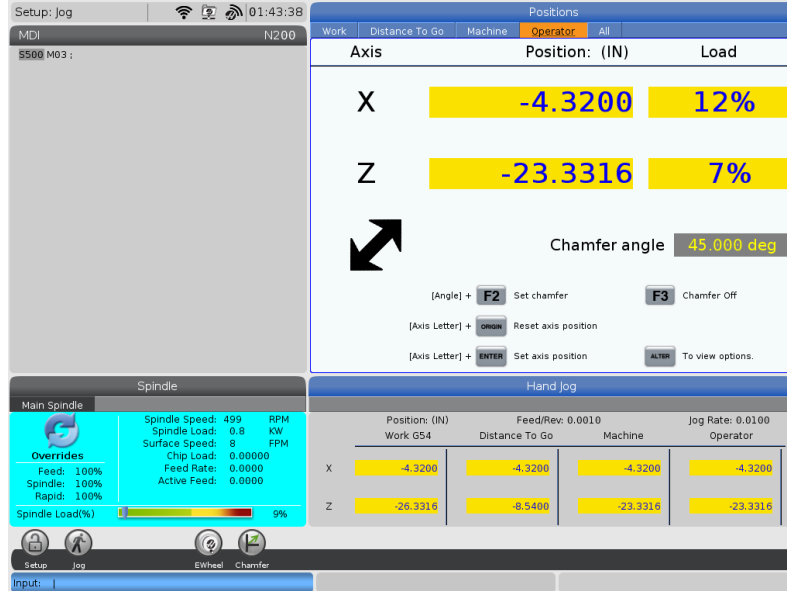 Setup: Jog 01:43:38
MDI N200
S500 M03 ;
Positions
Work Distance To Go Machine Operator All
Axis Position: (IN) Load
X -4.3200 12%
Z -23.3316 7%
Chamfer angle 45.000 deg
[Angle] + F2 Set chamfer F3 Chamfer Off
[Axis Letter] + ORIGIN Reset axis position
[Axis Letter] + ENTER Set axis position ALTER To view options.
Spindle
Main Spindle
Overrides
Feed: 100%
Spindle: 100%
Rapid: 100%
Spindle Speed: 499 RPM
Spindle Load: 0.8 KW
Surface Speed: 8 FPM
Chip Load: 0.00000
Feed Rate: 0.0000
Active Feed: 0.0000
Spindle Load(%) 9%
Hand Jog
Position: (IN) Feed/Rev: 0.0010 Jog Rate: 0.0100
Work G54 Distance To Go Machine Operator
X -4.3200 -4.3200 -4.3200 -4.3200
Z -26.3316 -8.5400 -23.3316 -23.3316
Setup Jog EWheel Chamfer
Input: |